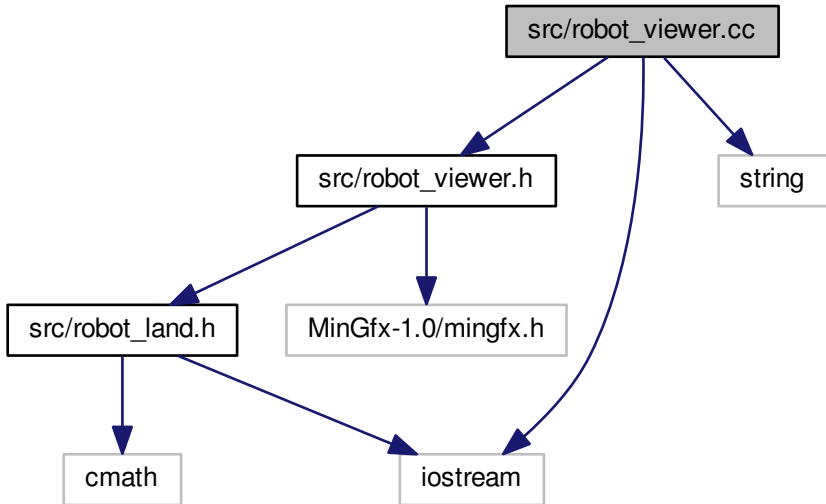 src/robot_viewer.cc
src/robot_viewer.h
string
src/robot_land.h
MinGfx-1.0/mingfx.h
cmath
iostream